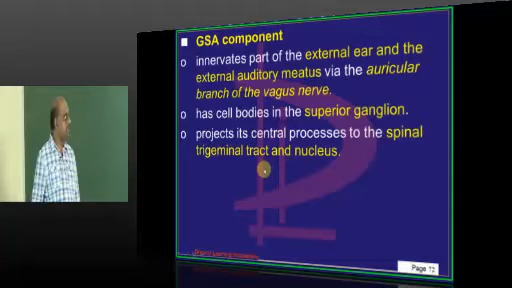 ■ GSA component
o innervates part of the external ear and the
external auditory meatus via the auricular
branch of the vagus nerve.
o has cell bodies in the superior ganglion.
o projects its central processes to the spinal
trigeminal tract and nucleus.
Page 12